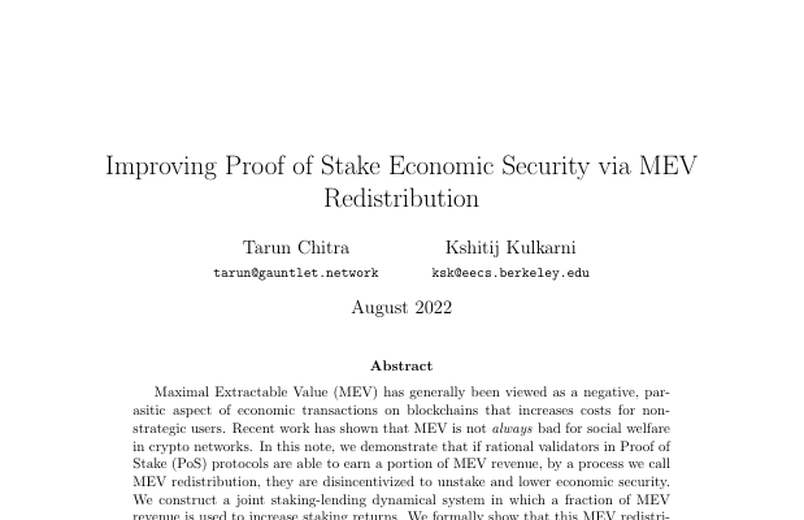 Improving Proof of Stake Economic Security via MEV
Redistribution
Tarun Chitra Kshitij Kulkarni
tarun@gauntlet.network ksk@eecs.berkeley.edu
August 2022
Abstract
Maximal Extractable Value (MEV) has generally been viewed as a negative, par-
asitic aspect of economic transactions on blockchains that increases costs for non-
strategic users. Recent work has shown that MEV is not always bad for social welfare
in crypto networks. In this note, we demonstrate that if rational validators in Proof of
Stake (PoS) protocols are able to earn a portion of MEV revenue, by a process we call
MEV redistribution, they are disincentivized to unstake and lower economic security.
We construct a joint staking-lending dynamical system in which a fraction of MEV
revenue is used to increase staking returns. We formally show that this MEV redistri-